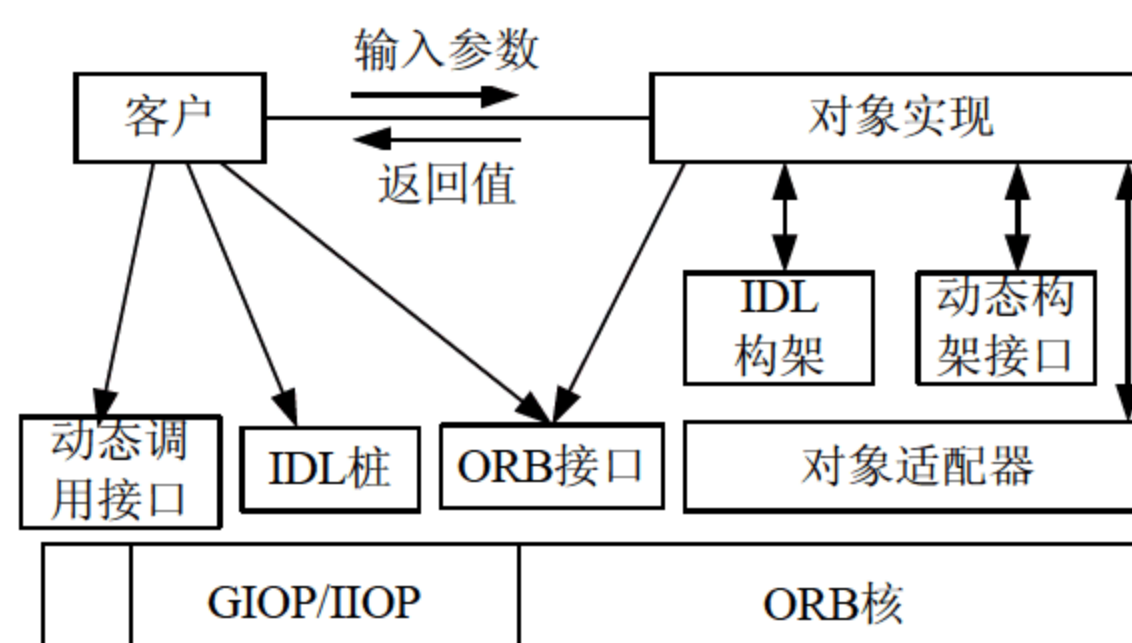 输入参数
客户
对象实现
返回值
IDL
构架
动态构
架接口
动态调
用接口
IDL桩
ORB接口
对象适配器
GIOP/IIOP
ORB核